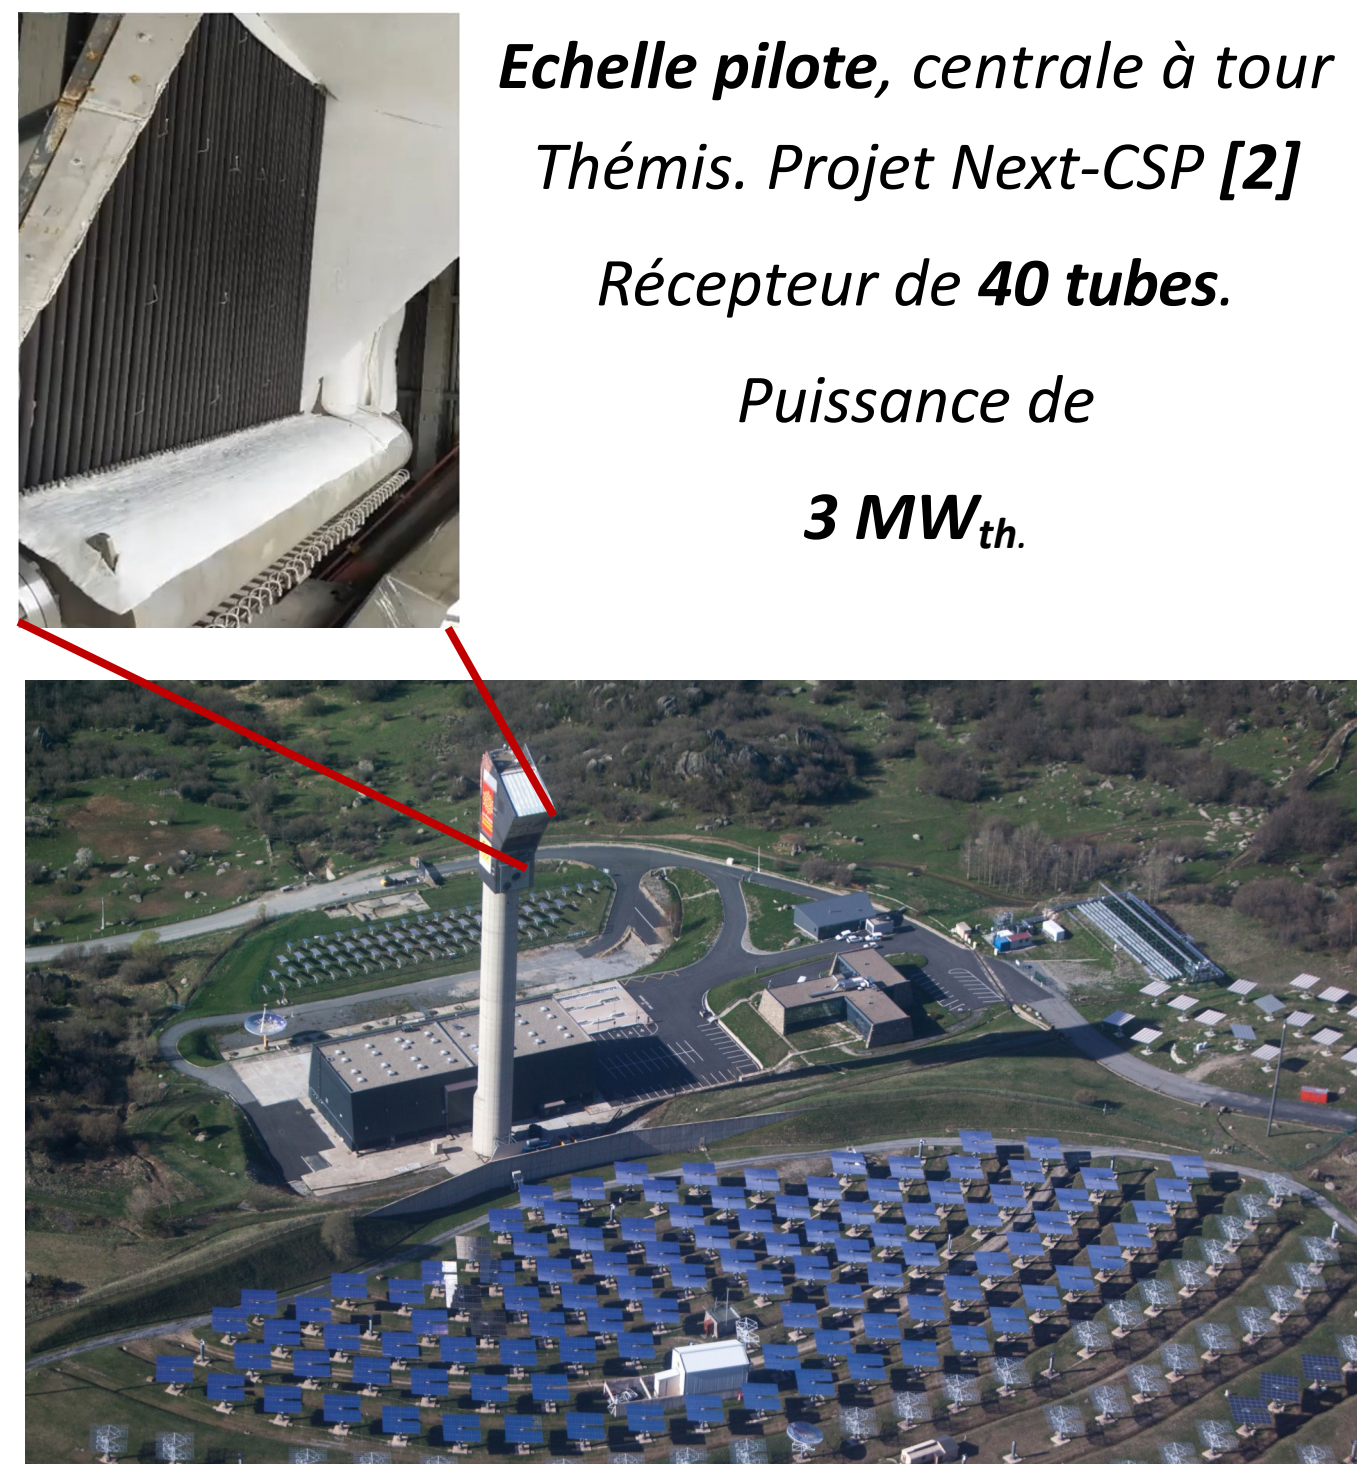 Echelle pilote, centrale à tour
Thémis. Projet Next-CSP [2]
Récepteur de 40 tubes.
Puissance de
3 MWth.